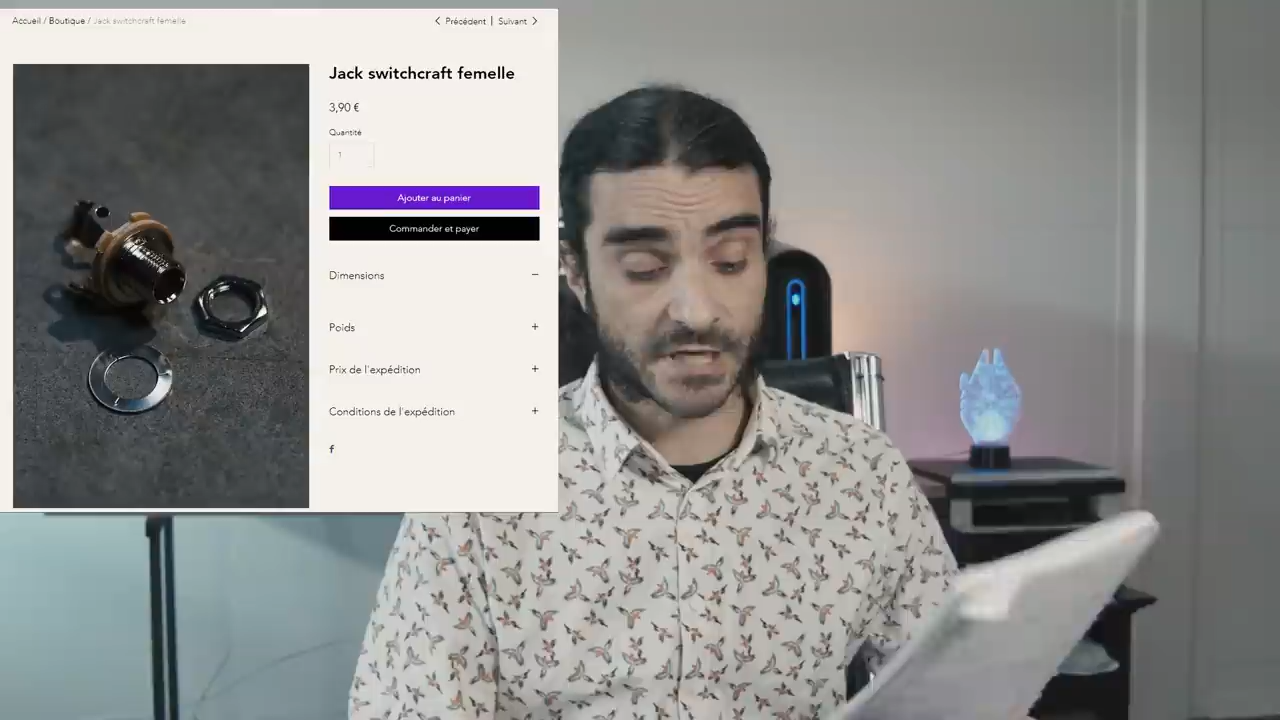 Accueil / Boutique / Jack switchcraft femelle
Précédent | Suivant
Jack switchcraft femelle
3,90 €
Quantité
1
Ajouter au panier
Commander et payer
Dimensions −
Poids +
Prix de l'expédition +
Conditions de l'expédition +
f